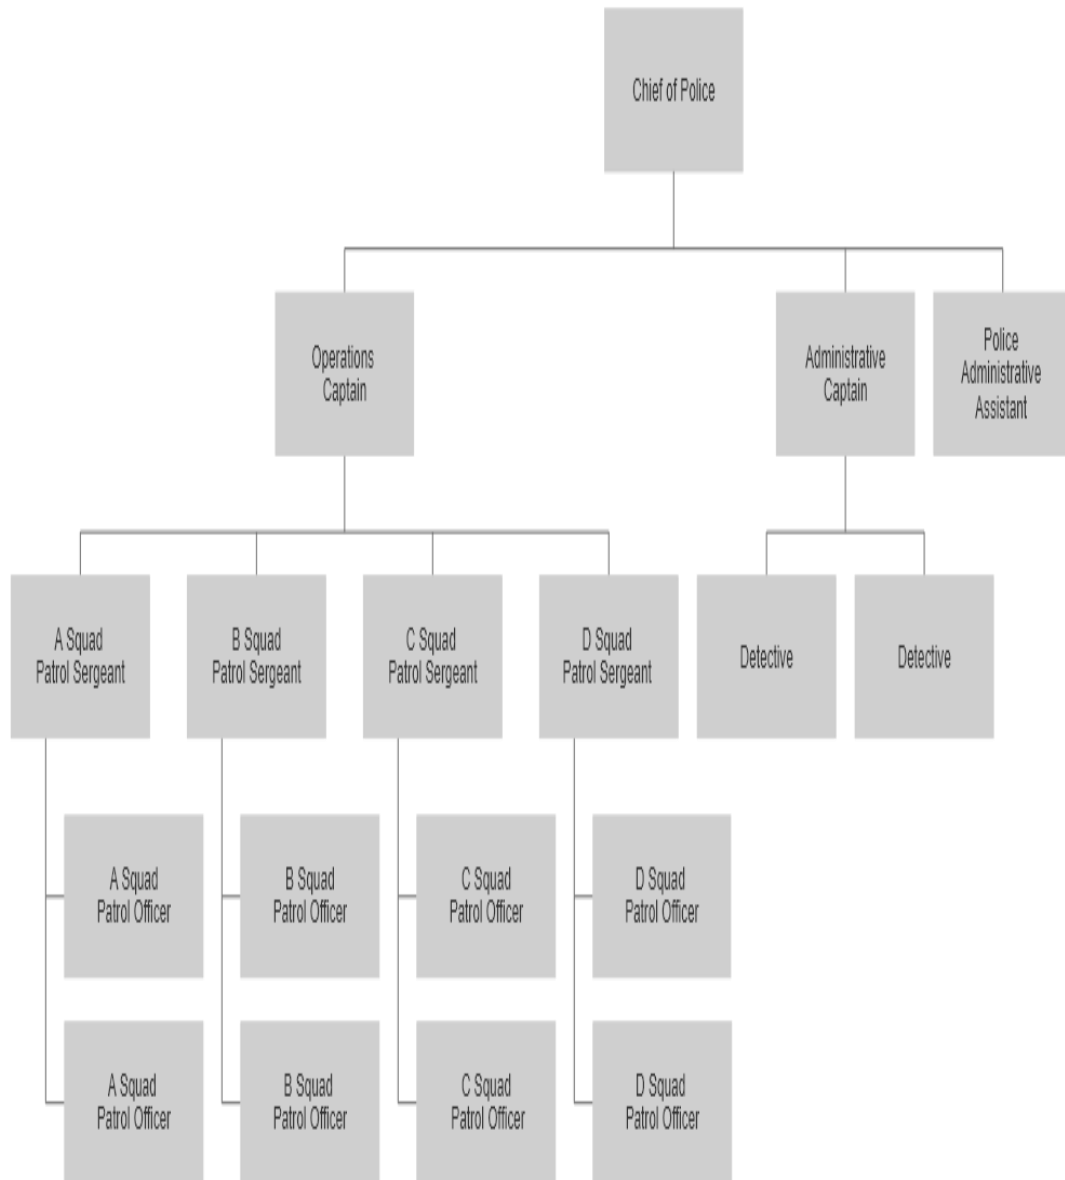 Chief of Police
Operations
Captain
Administrative
Captain
Police
Administrative
Assistant
A Squad
Patrol Sergeant
B Squad
Patrol Sergeant
C Squad
Patrol Sergeant
D Squad
Patrol Sergeant
Detective
Detective
A Squad
Patrol Officer
B Squad
Patrol Officer
C Squad
Patrol Officer
D Squad
Patrol Officer
A Squad
Patrol Officer
B Squad
Patrol Officer
C Squad
Patrol Officer
D Squad
Patrol Officer